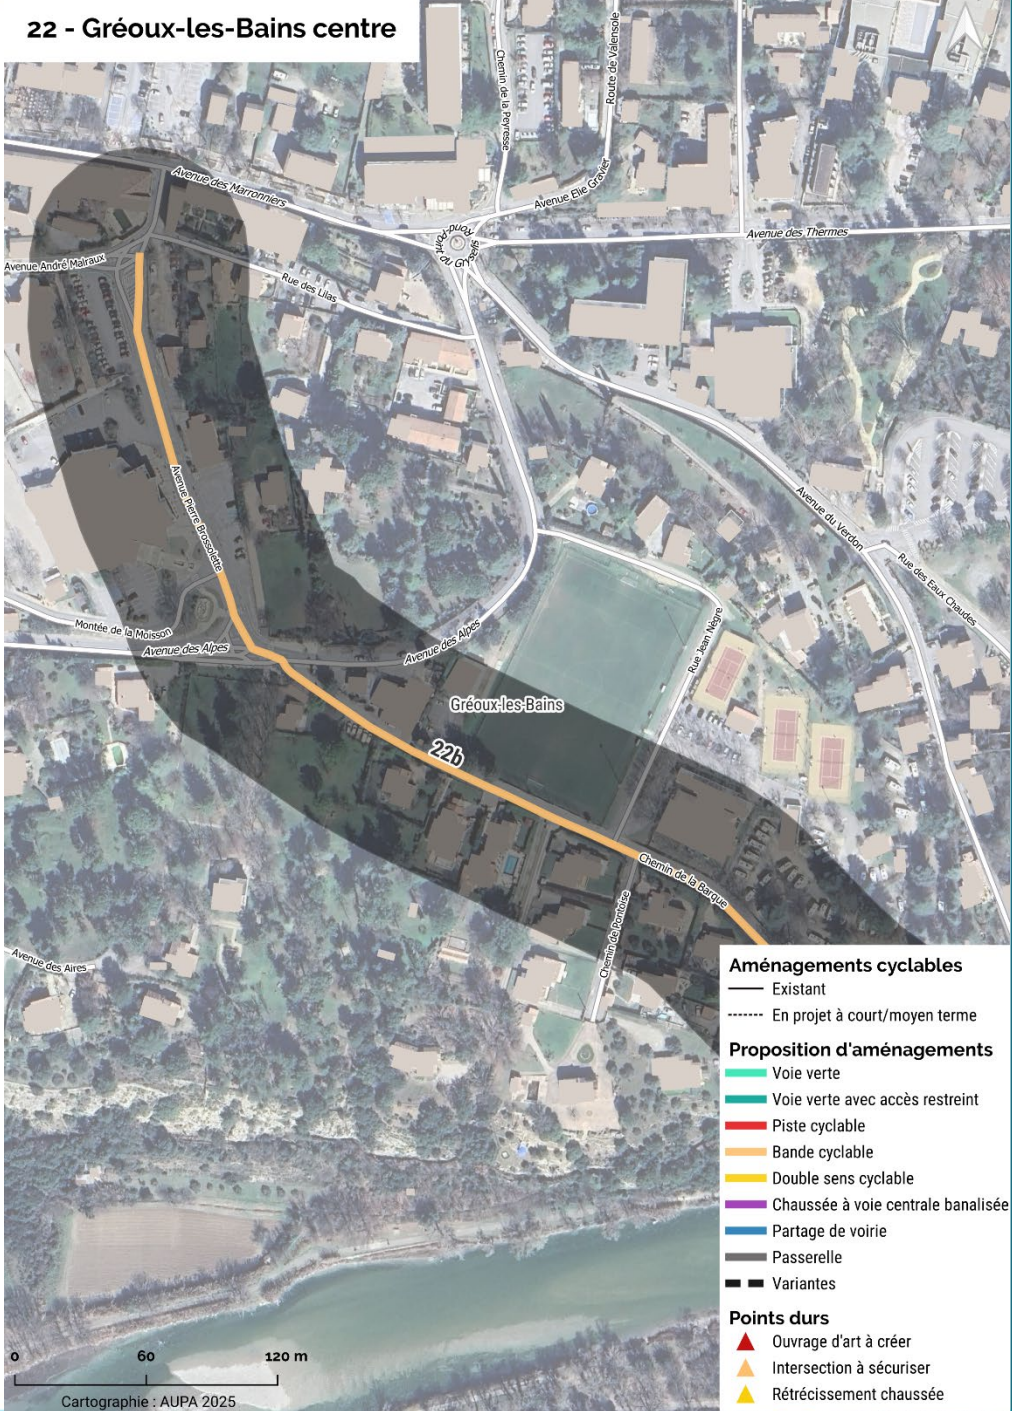 22 - Gréoux-les-Bains centre
Chemin de la Peyresse
Route de Valensole
Avenue des Marronniers
Avenue Elie Gravier
Rond-Point du Gryselis
Avenue des Thermes
Avenue André Malraux
Rue des Lilas
Avenue Pierre Brossolette
Avenue du Verdon
Rue des Eaux Chaudes
Montée de la Moisson
Avenue des Alpes
Avenue des Alpes
Rue Jean Nègre
Gréoux-les-Bains
22b
Chemin de la Barque
Chemin de Pontoise
Avenue des Aires
Aménagements cyclables
Existant
En projet à court/moyen terme
Proposition d'aménagements
Voie verte
Voie verte avec accès restreint
Piste cyclable
Bande cyclable
Double sens cyclable
Chaussée à voie centrale banalisée
Partage de voirie
Passerelle
Variantes
Points durs
Ouvrage d'art à créer
Intersection à sécuriser
Rétrécissement chaussée
0 60 120 m
Cartographie : AUPA 2025